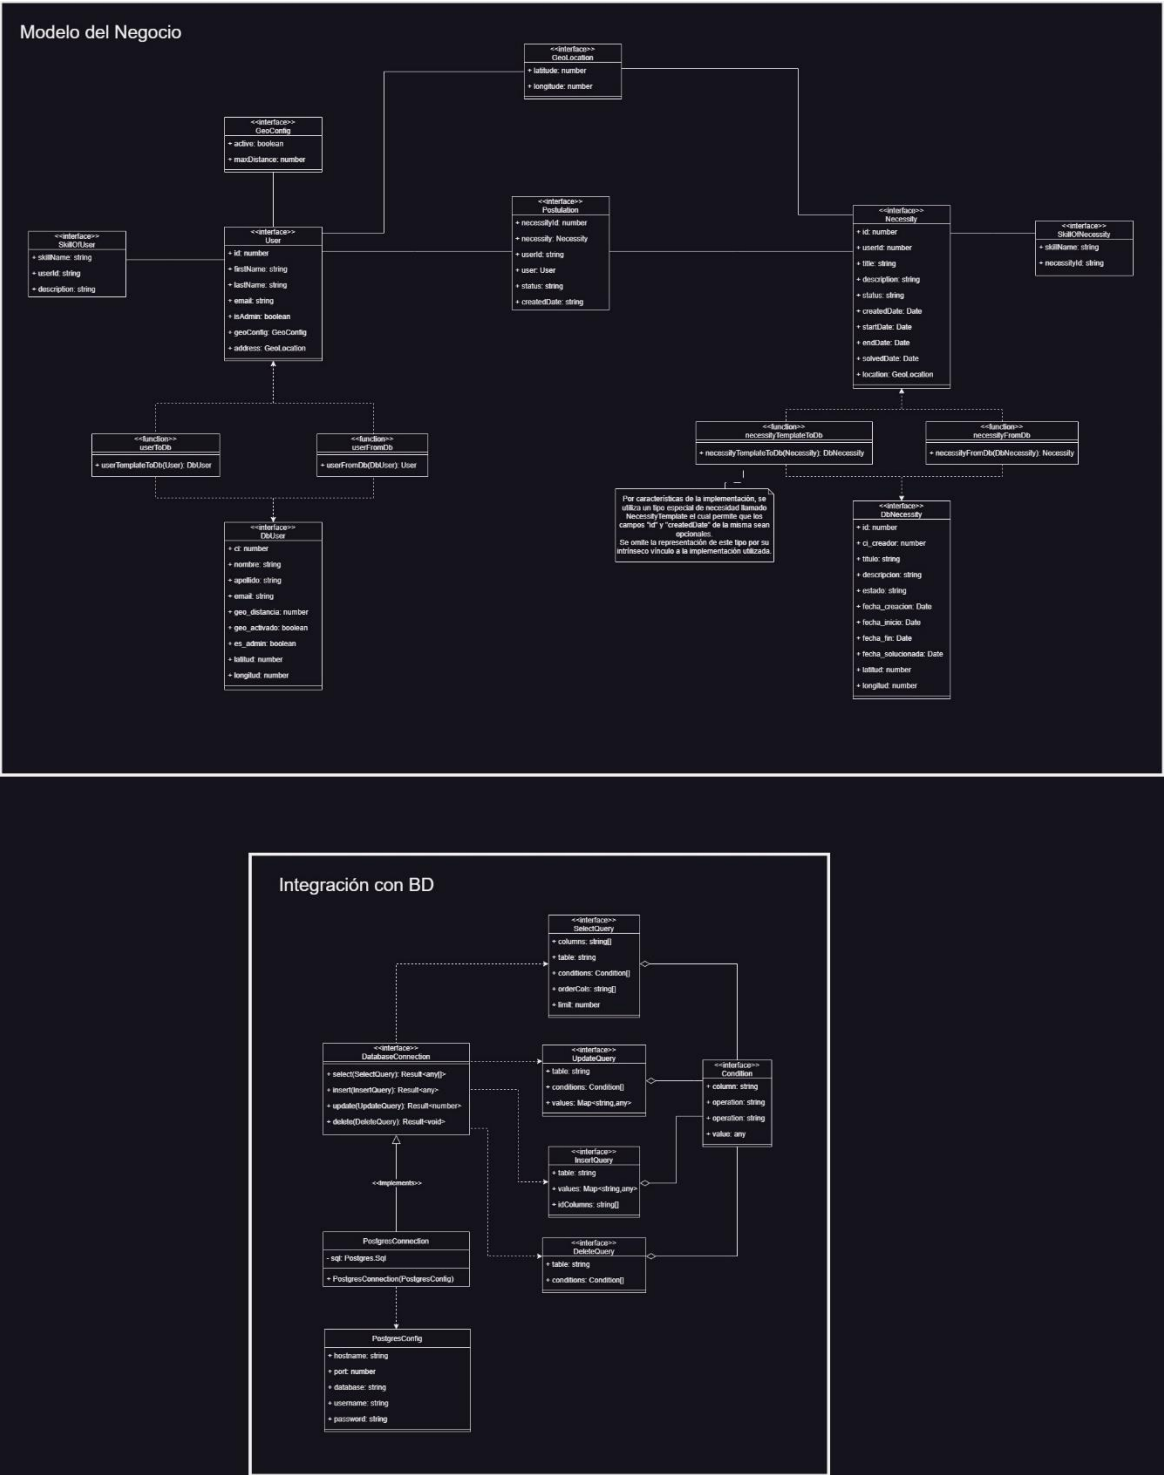 Modelo del Negocio
<<interface>>
GeoLocation
+ latitude: number
+ longitude: number
<<interface>>
GeoConfig
+ active: boolean
+ maxDistance: number
<<interface>>
SkillOfUser
+ skillName: string
+ userId: string
+ description: string
<<interface>>
User
+ id: number
+ firstName: string
+ lastName: string
+ email: string
+ isAdmin: boolean
+ geoConfig: GeoConfig
+ address: GeoLocation
<<interface>>
Postulation
+ necessityId: number
+ necessity: Necessity
+ userId: string
+ user: User
+ status: string
+ createdDate: string
<<interface>>
Necessity
+ id: number
+ userId: number
+ title: string
+ description: string
+ status: string
+ createdDate: Date
+ startDate: Date
+ endDate: Date
+ solvedDate: Date
+ location: GeoLocation
<<interface>>
SkillOfNecessity
+ skillName: string
+ necessityId: string
<<function>>
userToDb
+ userTemplateToDb(User): DbUser
<<function>>
userFromDb
+ userFromDb(DbUser): User
<<function>>
necessityTemplateToDb
+ necessityTemplateToDb(Necessity): DbNecessity
<<function>>
necessityFromDb
+ necessityFromDb(DbNecessity): Necessity
Por características de la implementación, se
utiliza un tipo especial de necesidad llamado
NecessityTemplate el cual permite que los
campos "id" y "createdDate" de la misma sean
opcionales.
Se omite la representación de este tipo por su
intrínseco vínculo a la implementación utilizada.
<<interface>>
DbUser
+ ci: number
+ nombre: string
+ apellido: string
+ email: string
+ geo_distancia: number
+ geo_activado: boolean
+ es_admin: boolean
+ latitud: number
+ longitud: number
<<interface>>
DbNecessity
+ id: number
+ ci_creador: number
+ titulo: string
+ descripcion: string
+ estado: string
+ fecha_creacion: Date
+ fecha_inicio: Date
+ fecha_fin: Date
+ fecha_solucionada: Date
+ latitud: number
+ longitud: number
Integración con BD
<<interface>>
SelectQuery
+ columns: string[]
+ table: string
+ conditions: Condition[]
+ orderCols: string[]
+ limit: number
<<interface>>
DatabaseConnection
+ select(SelectQuery): Result<any[]>
+ insert(InsertQuery): Result<any>
+ update(UpdateQuery): Result<number>
+ delete(DeleteQuery): Result<void>
<<interface>>
UpdateQuery
+ table: string
+ conditions: Condition[]
+ values: Map<string,any>
<<interface>>
Condition
+ column: string
+ operation: string
+ operation: string
+ value: any
<<interface>>
InsertQuery
+ table: string
+ values: Map<string,any>
+ idColumns: string[]
<<Implements>>
<<interface>>
DeleteQuery
+ table: string
+ conditions: Condition[]
PostgresConnection
- sql: Postgres.Sql
+ PostgresConnection(PostgresConfig)
PostgresConfig
+ hostname: string
+ port: number
+ database: string
+ username: string
+ password: string